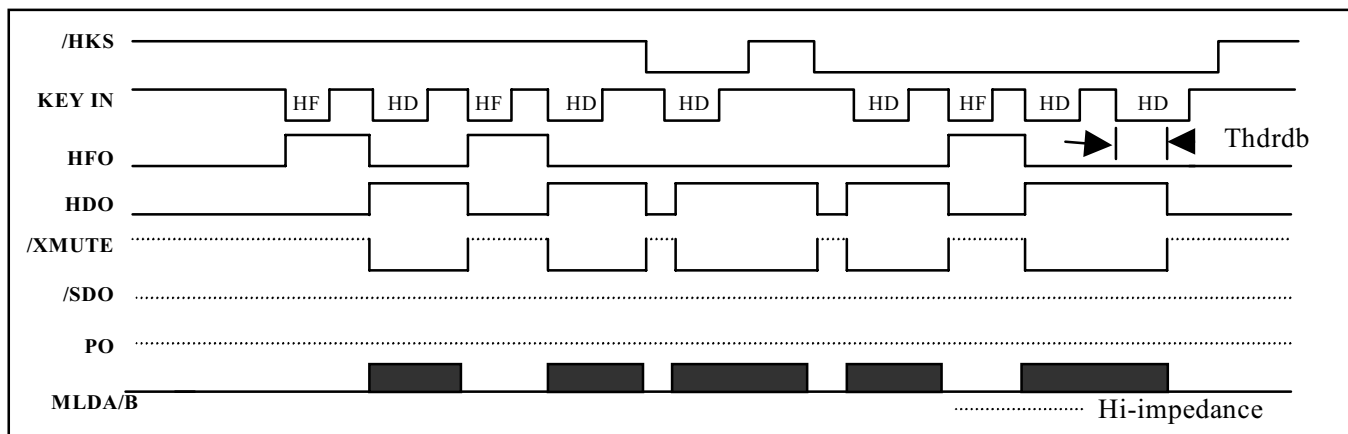 /HKS
KEY IN HF HD HF HD HD HD HF HD HD
HFO Thdrdb
HDO
/XMUTE
/SDO
PO
MLDA/B
Hi-impedance